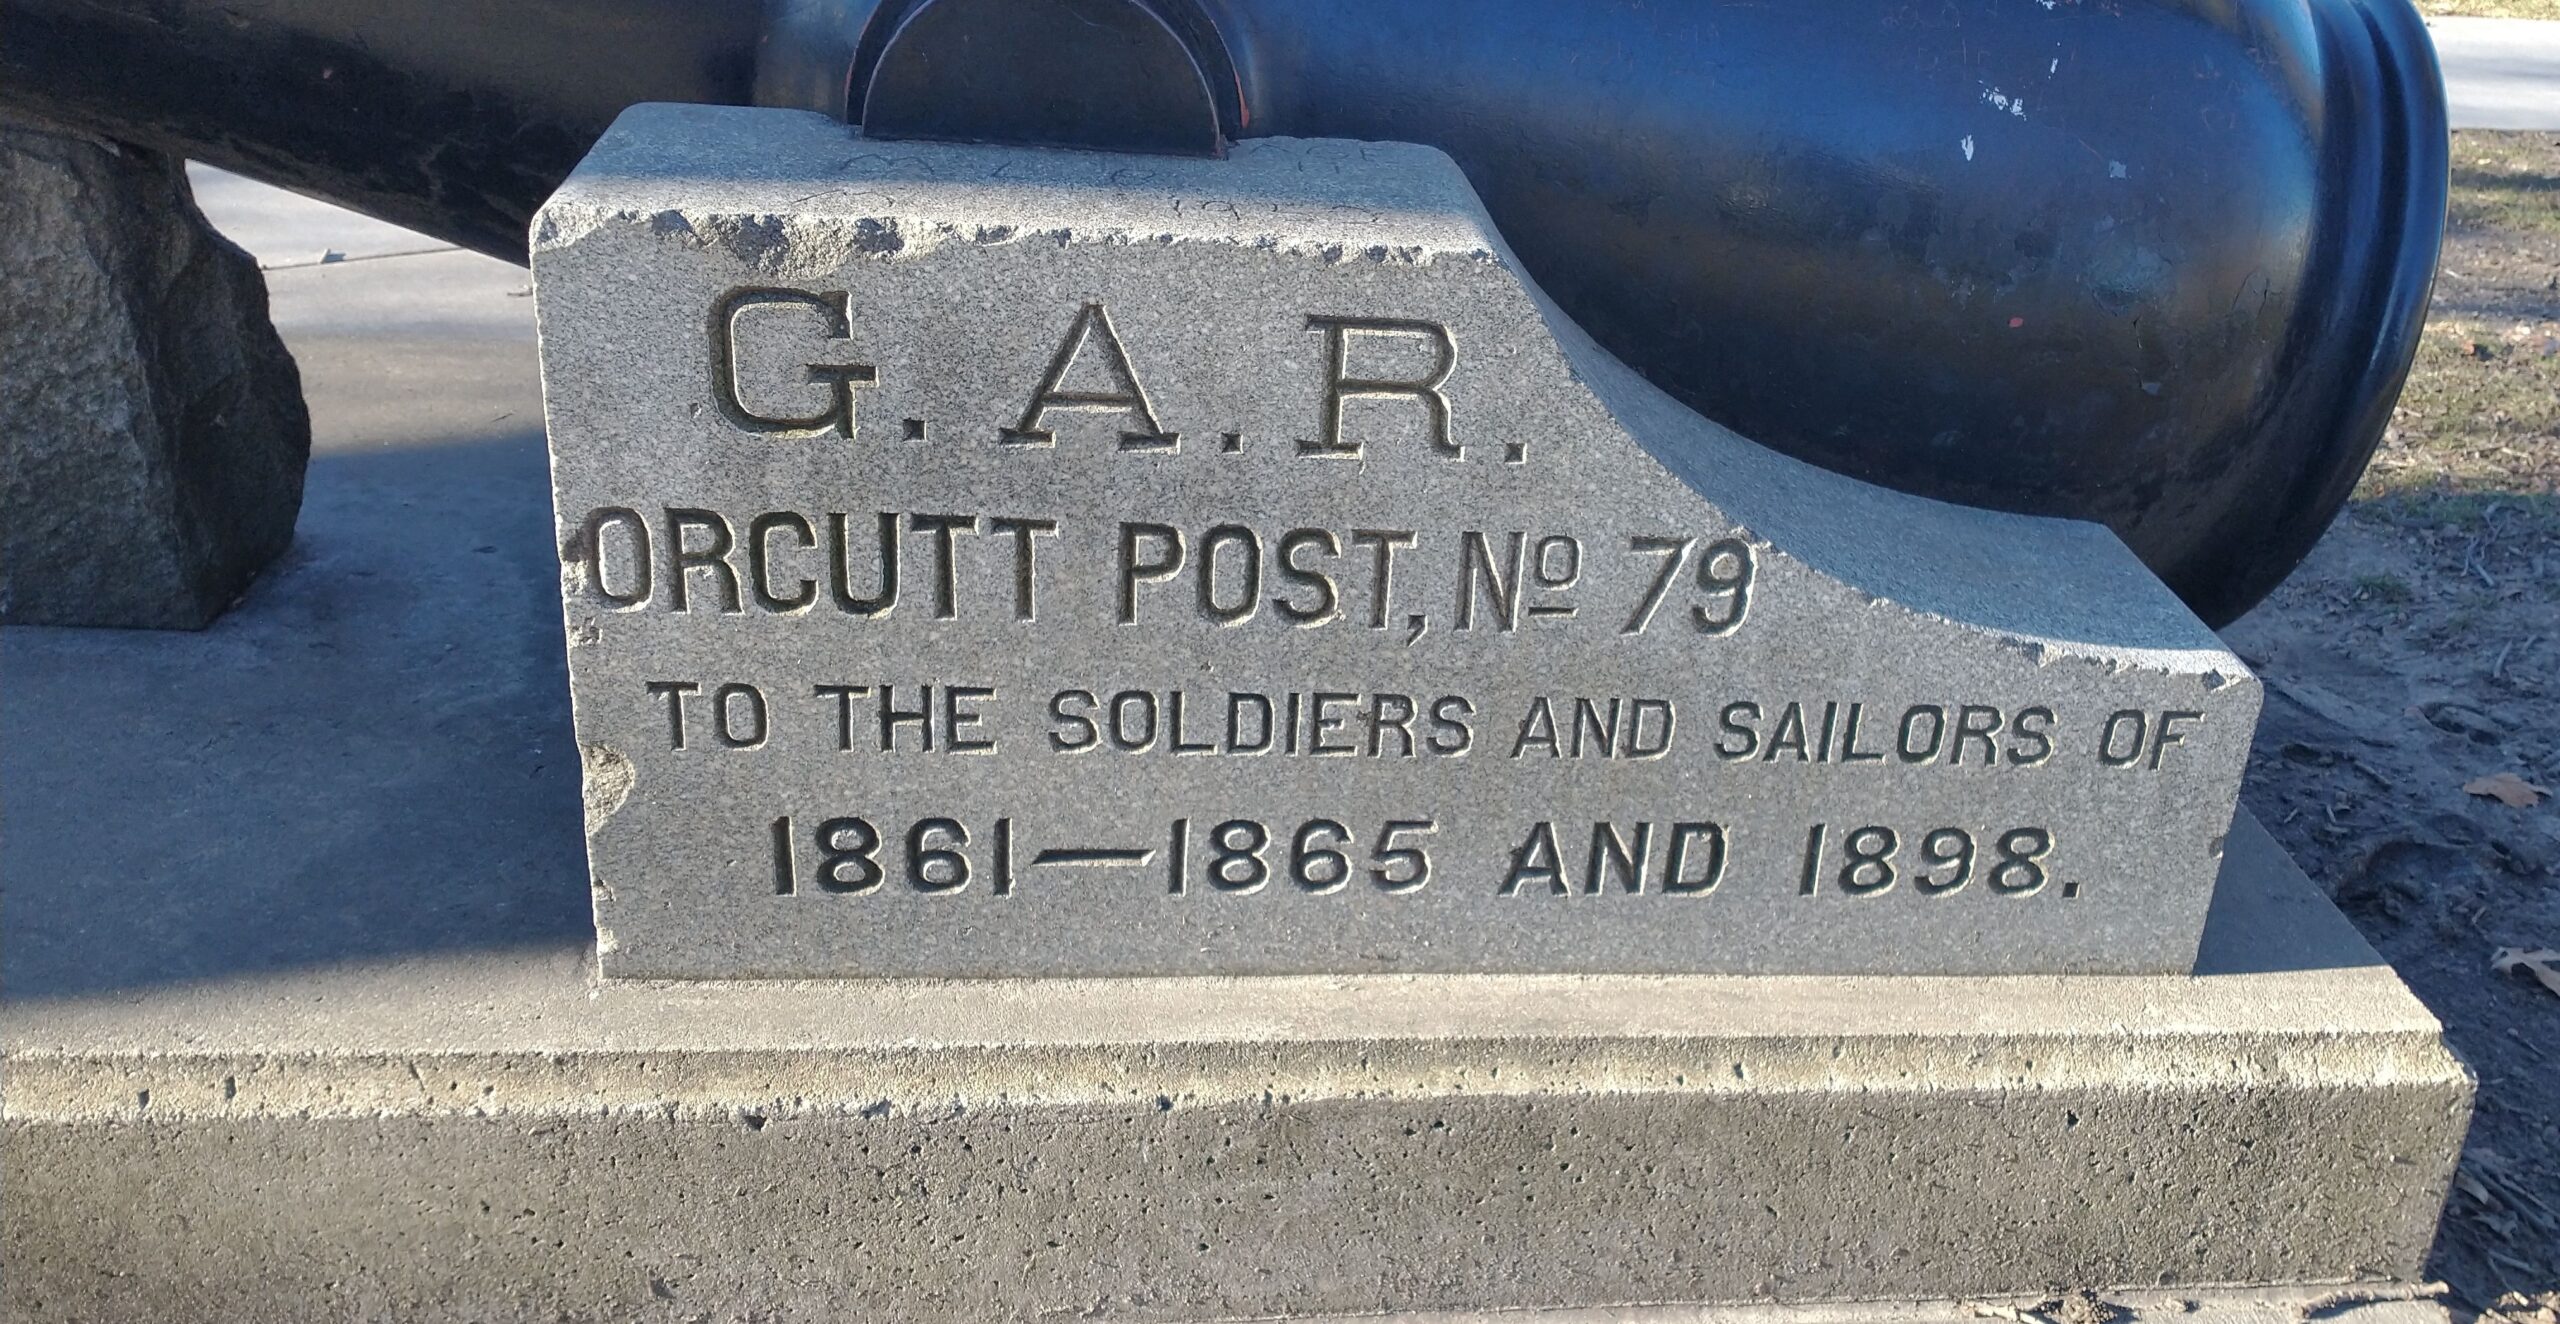 G. A. R.
ORCUTT POST, No 79
TO THE SOLDIERS AND SAILORS OF
1861—1865 AND 1898.